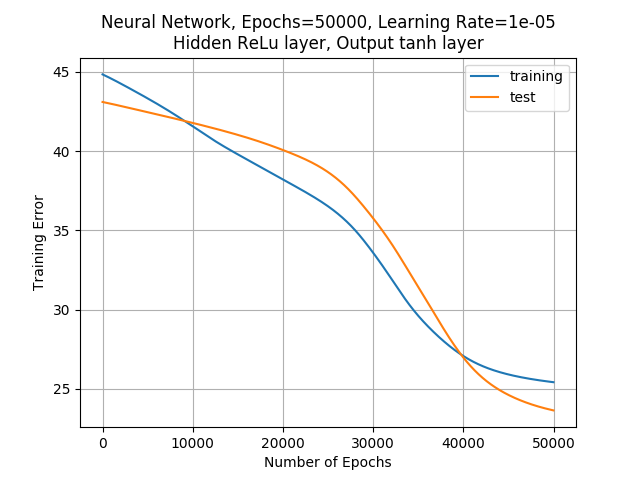 Neural Network, Epochs=50000, Learning Rate=1e-05
Hidden ReLu layer, Output tanh layer
training
test
45
40
35
30
25
Training Error
0 10000 20000 30000 40000 50000
Number of Epochs